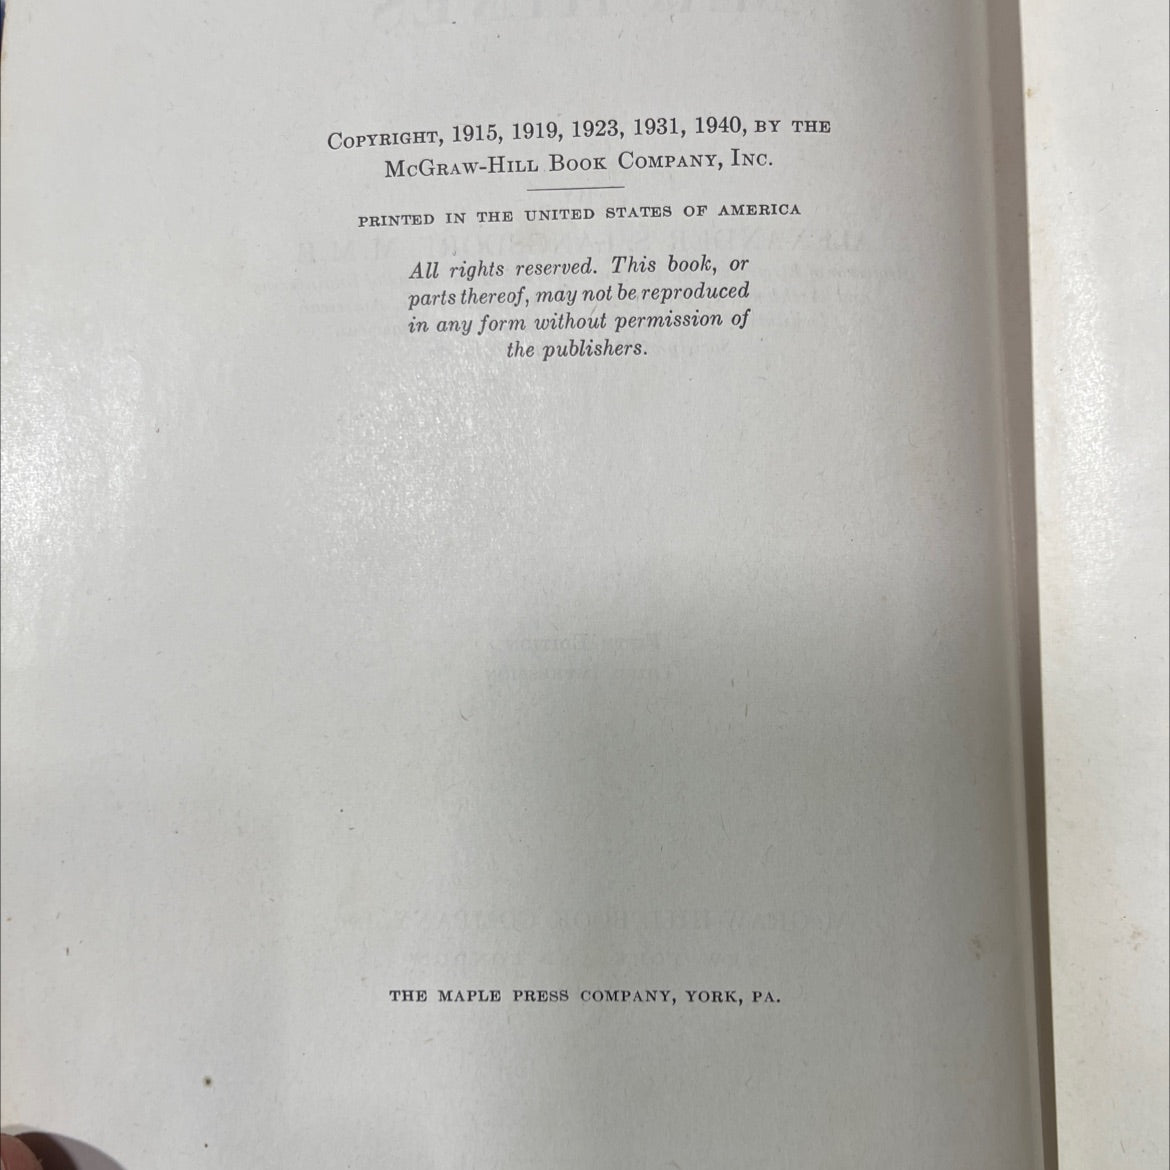 Copyright, 1915, 1919, 1923, 1931, 1940, by the
McGraw-Hill Book Company, Inc.
PRINTED IN THE UNITED STATES OF AMERICA
All rights reserved. This book, or
parts thereof, may not be reproduced
in any form without permission of
the publishers.
THE MAPLE PRESS COMPANY, YORK, PA.